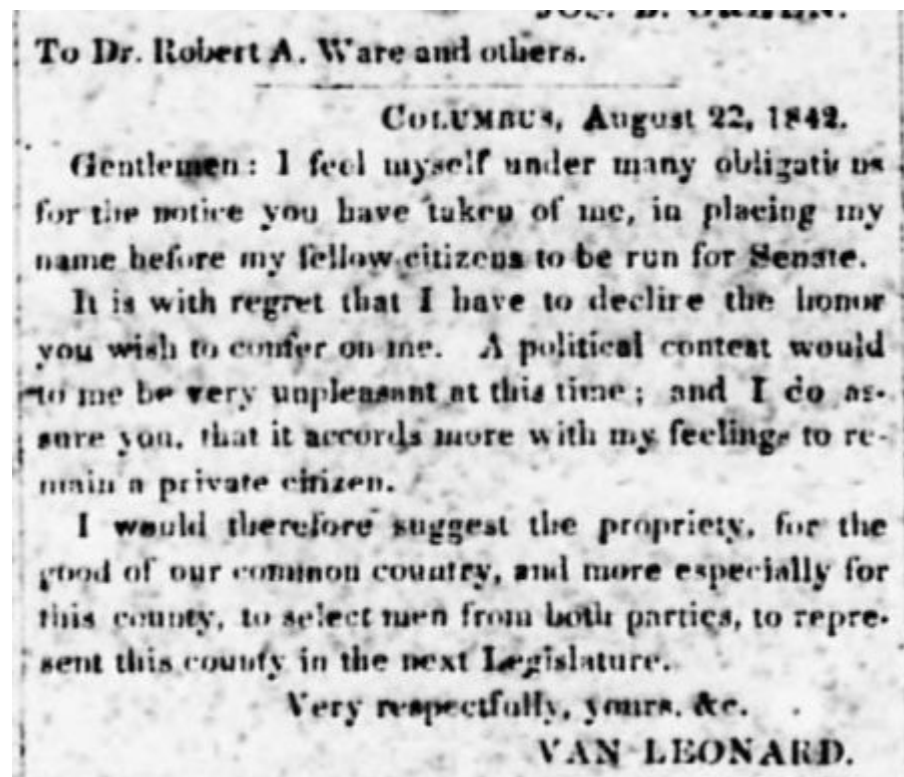 To Dr. Robert A. Ware and others.
COLUMBUS, August 22, 1842.
Gentlemen: I feel myself under many obligations
for the notice you have taken of me, in placing my
name before my fellow citizens to be run for Senate.
It is with regret that I have to decline the honor
you wish to confer on me. A political contest would
to me be very unpleasant at this time; and I do as-
sure you, that it accords more with my feelings to re-
main a private citizen.
I would therefore suggest the propriety, for the
good of our common country, and more especially for
this county, to select men from both parties, to repre-
sent this county in the next Legislature.
Very respectfully, yours, &c.
VAN LEONARD.